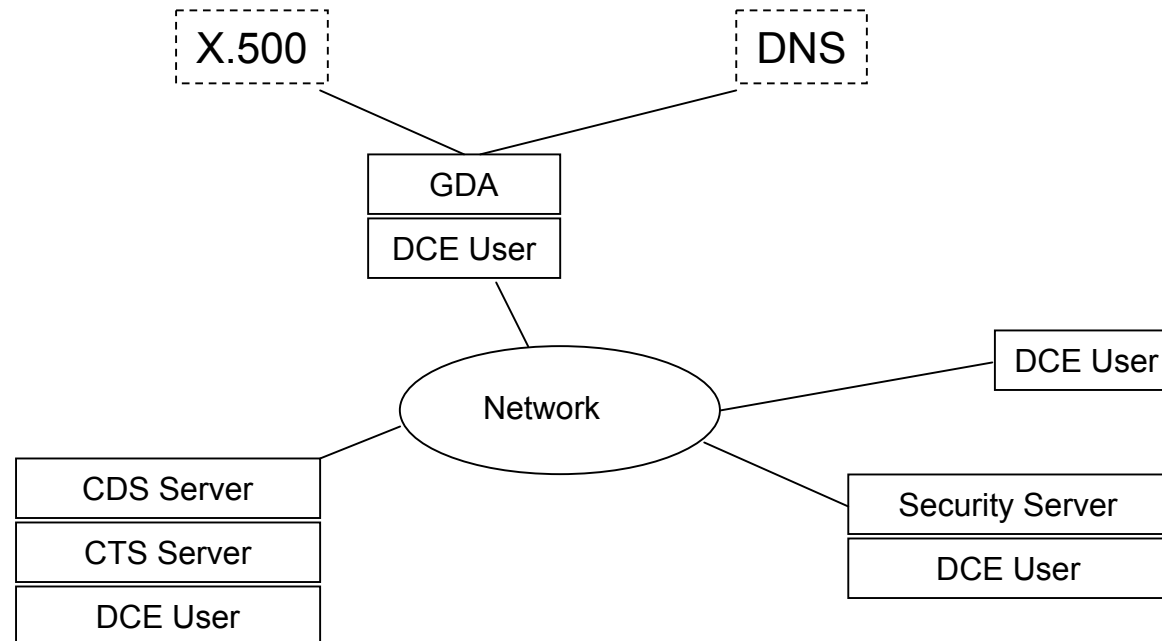 X.500
DNS
GDA
DCE User
DCE User
Network
CDS Server
CTS Server
DCE User
Security Server
DCE User